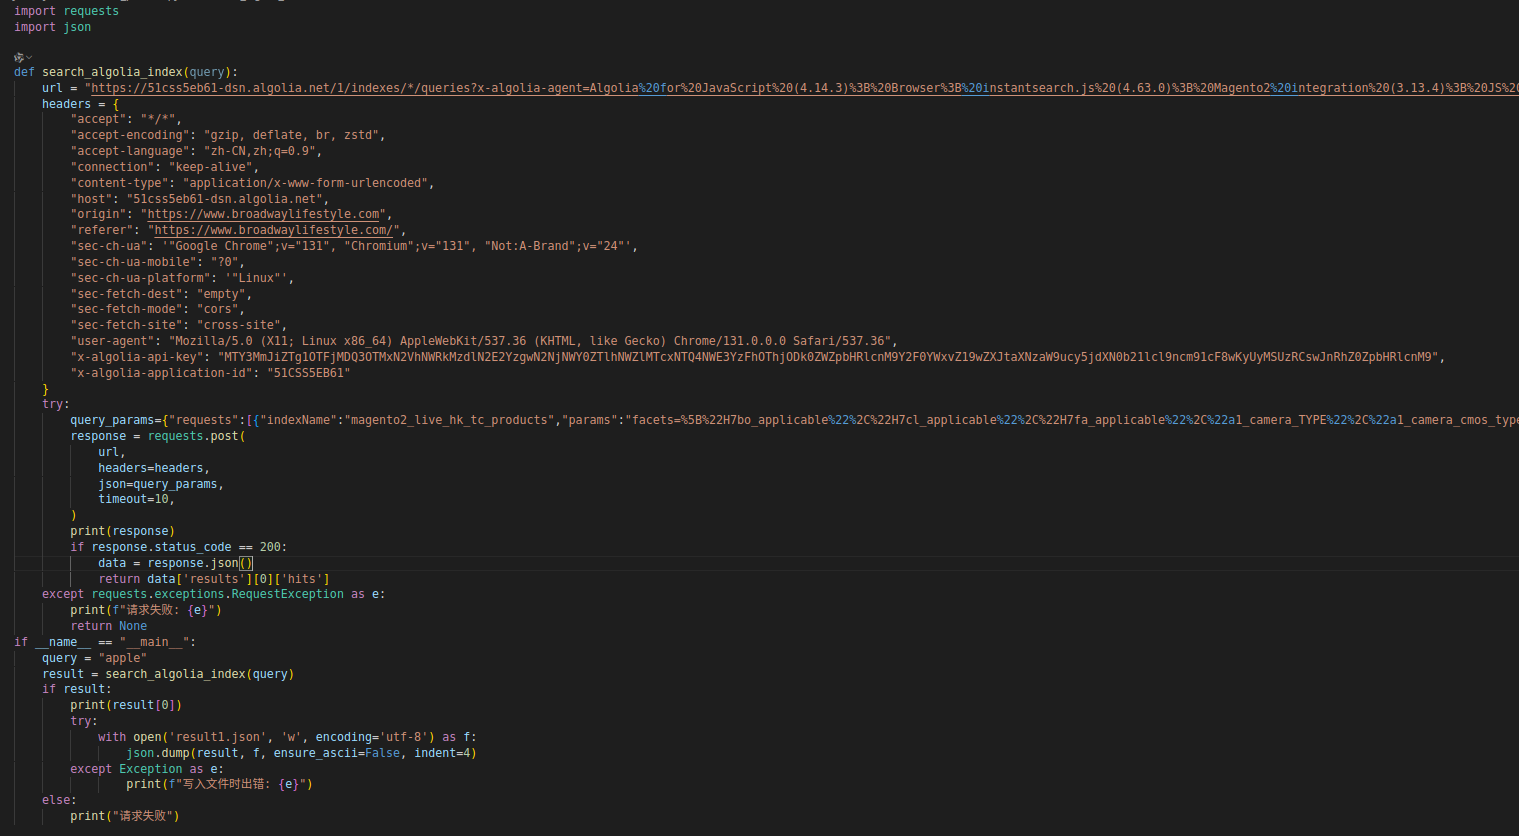 import requests
import json
def search_algolia_index(query):
    url = "https://51css5eb61-dsn.algolia.net/1/indexes/*/queries?x-algolia-agent=Algolia%20for%20JavaScript%20(4.14.3)%3B%20Browser%3B%20instantsearch.js%20(4.63.0)%3B%20Magento2%20integration%20(3.13.4)%3B%20JS%20
    headers = {
        "accept": "*/*",
        "accept-encoding": "gzip, deflate, br, zstd",
        "accept-language": "zh-CN,zh;q=0.9",
        "connection": "keep-alive",
        "content-type": "application/x-www-form-urlencoded",
        "host": "51css5eb61-dsn.algolia.net",
        "origin": "https://www.broadwaylifestyle.com",
        "referer": "https://www.broadwaylifestyle.com/",
        "sec-ch-ua": '"Google Chrome";v="131", "Chromium";v="131", "Not:A-Brand";v="24"',
        "sec-ch-ua-mobile": "?0",
        "sec-ch-ua-platform": '"Linux"',
        "sec-fetch-dest": "empty",
        "sec-fetch-mode": "cors",
        "sec-fetch-site": "cross-site",
        "user-agent": "Mozilla/5.0 (X11; Linux x86_64) AppleWebKit/537.36 (KHTML, like Gecko) Chrome/131.0.0.0 Safari/537.36",
        "x-algolia-api-key":
        "x-algolia-application-id": "51CSS5EB61"
    }
    try:
        query_params={"requests":[{"indexName":"magento2_live_hk_tc_products","params":"facets=%5B%22H7bo_applicable%22%2C%22H7cl_applicable%22%2C%22H7fa_applicable%22%2C%22a1_camera_TYPE%22%2C%22a1_camera_cmos_type
        response = requests.post(
            url,
            headers=headers,
            json=query_params,
            timeout=10,
        )
        print(response)
        if response.status_code == 200:
            data = response.json()
            return data['results'][0]['hits']
    except requests.exceptions.RequestException as e:
        print(f"请求失败: {e}")
        return None
if __name__ == "__main__":
    query = "apple"
    result = search_algolia_index(query)
    if result:
        print(result[0])
        try:
            with open('result1.json', 'w', encoding='utf-8') as f:
                json.dump(result, f, ensure_ascii=False, indent=4)
        except Exception as e:
                print(f"写入文件时出错: {e}")
    else:
        print("请求失败")